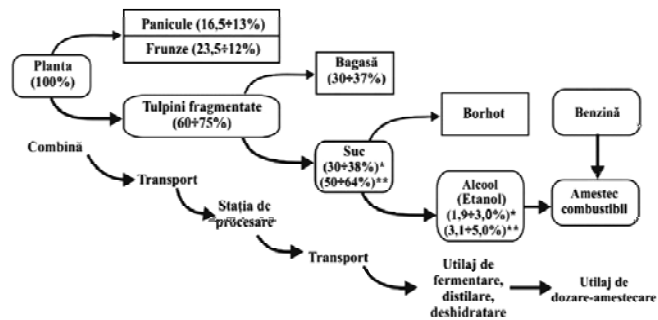 Panicule (16,5÷13%)
Frunze (23,5÷12%)
Planta
(100%)
Bagasă
(30÷37%)
Tulpini fragmentate
(60÷75%)
Borhot
Benzină
Suc
(30÷38%)*
(50÷64%)**
Alcool
(Etanol)
(1,9÷3,0%)*
(3,1÷5,0%)**
Amestec
combustibil
Combină
Transport
Stația de
procesare
Transport
Utilaj de
fermentare,
distilare,
deshidratare
Utilaj de
dozare-amestecare